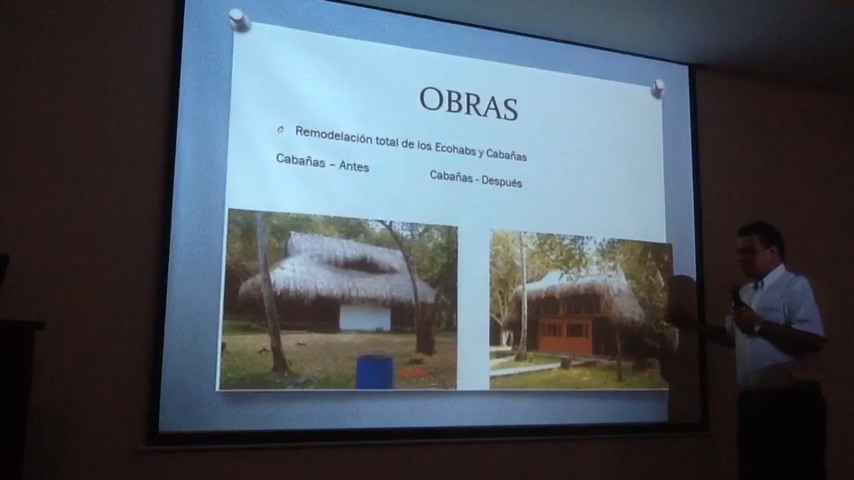 OBRAS
Remodelación total de los Ecohabs y Cabañas
Cabañas – Antes
Cabañas - Después